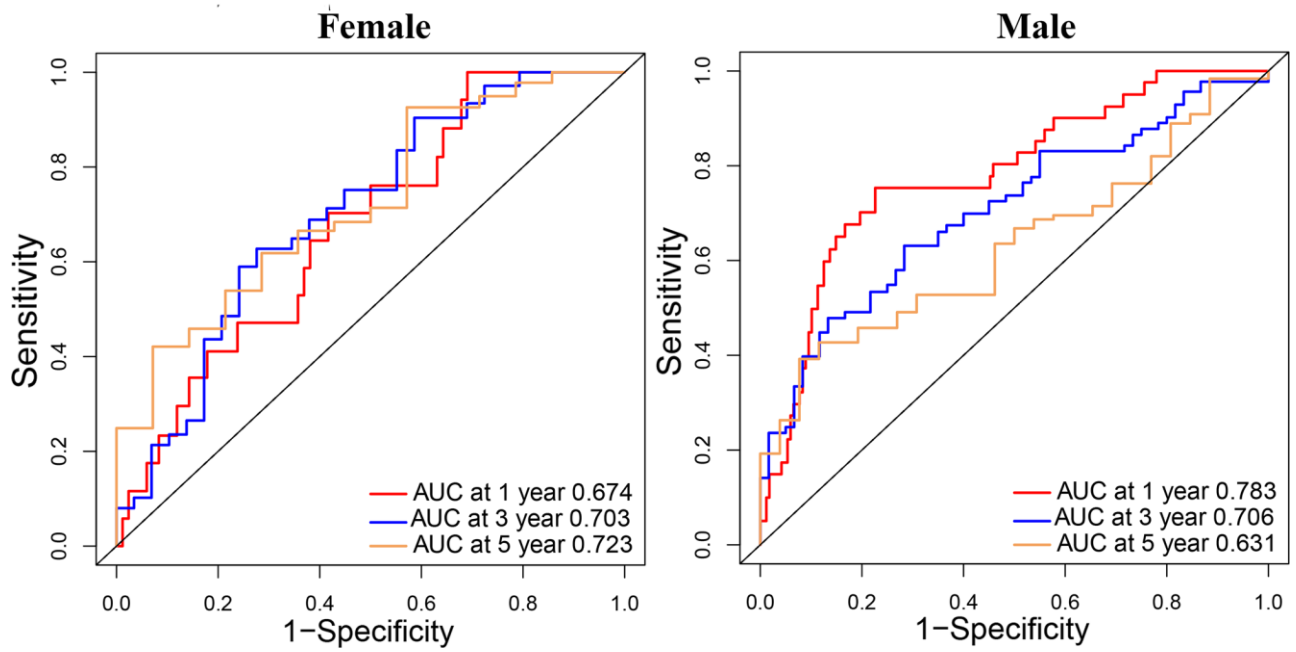 Female
Sensitivity
1.0
0.8
0.6
0.4
0.2
0.0
AUC at 1 year 0.674
AUC at 3 year 0.703
AUC at 5 year 0.723
0.0 0.2 0.4 0.6 0.8 1.0
1−Specificity
Male
Sensitivity
1.0
0.8
0.6
0.4
0.2
0.0
AUC at 1 year 0.783
AUC at 3 year 0.706
AUC at 5 year 0.631
0.0 0.2 0.4 0.6 0.8 1.0
1−Specificity